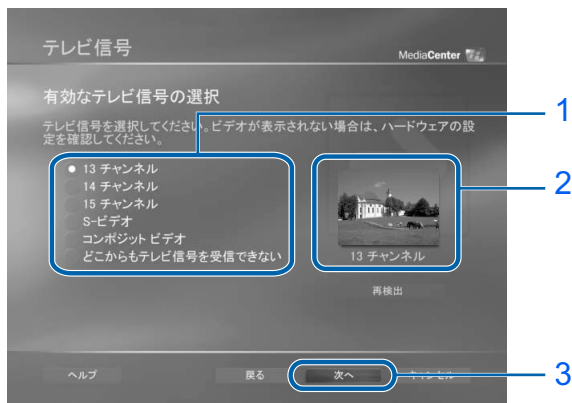 テレビ信号
MediaCenter
有効なテレビ信号の選択
テレビ信号を選択してください。ビデオが表示されない場合は、ハードウェアの設
定を確認してください。
13 チャンネル
14 チャンネル
15 チャンネル
S-ビデオ
コンポジット ビデオ
どこからもテレビ信号を受信できない
13 チャンネル
再検出
ヘルプ
戻る
次へ
キャンセル
1
2
3